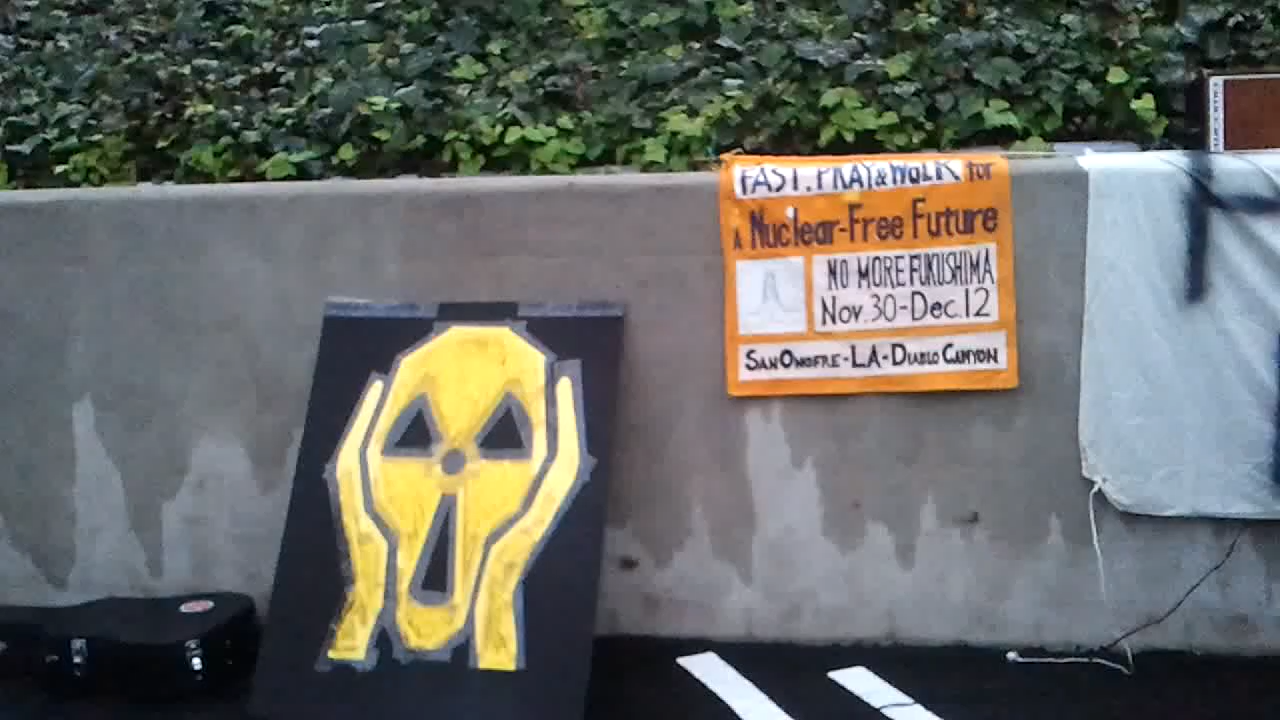 FAST, PRAY & WALK for
A Nuclear-Free Future
NO MORE FUKUSHIMA
Nov. 30-Dec. 12
SAN ONOFRE - LA - DIABLO CANYON